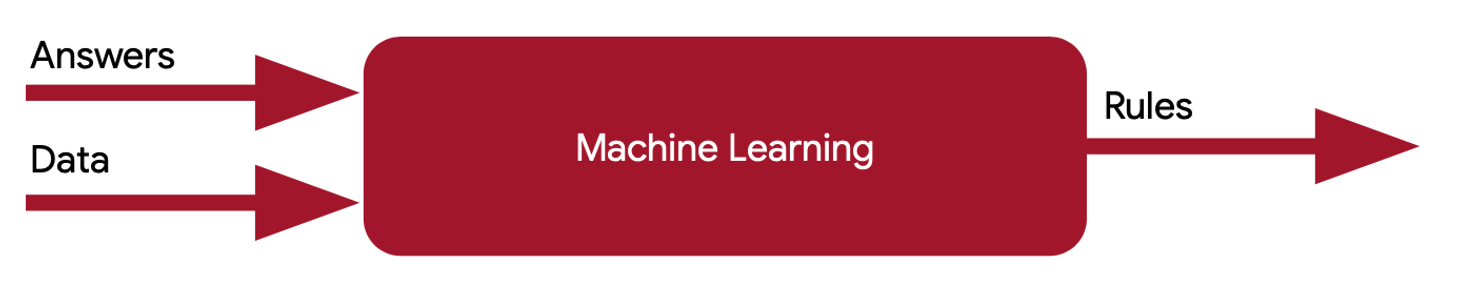 Answers
Data
Machine Learning
Rules